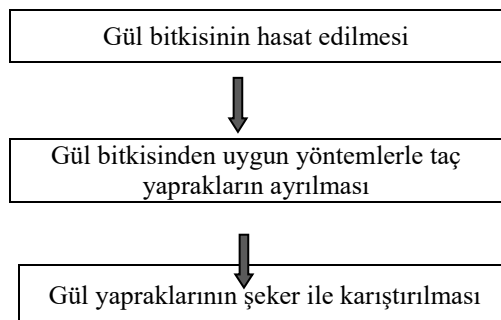 Gül bitkisinin hasat edilmesi
Gül bitkisinden uygun yöntemlerle taç
yaprakların ayrılması
Gül yapraklarının şeker ile karıştırılması